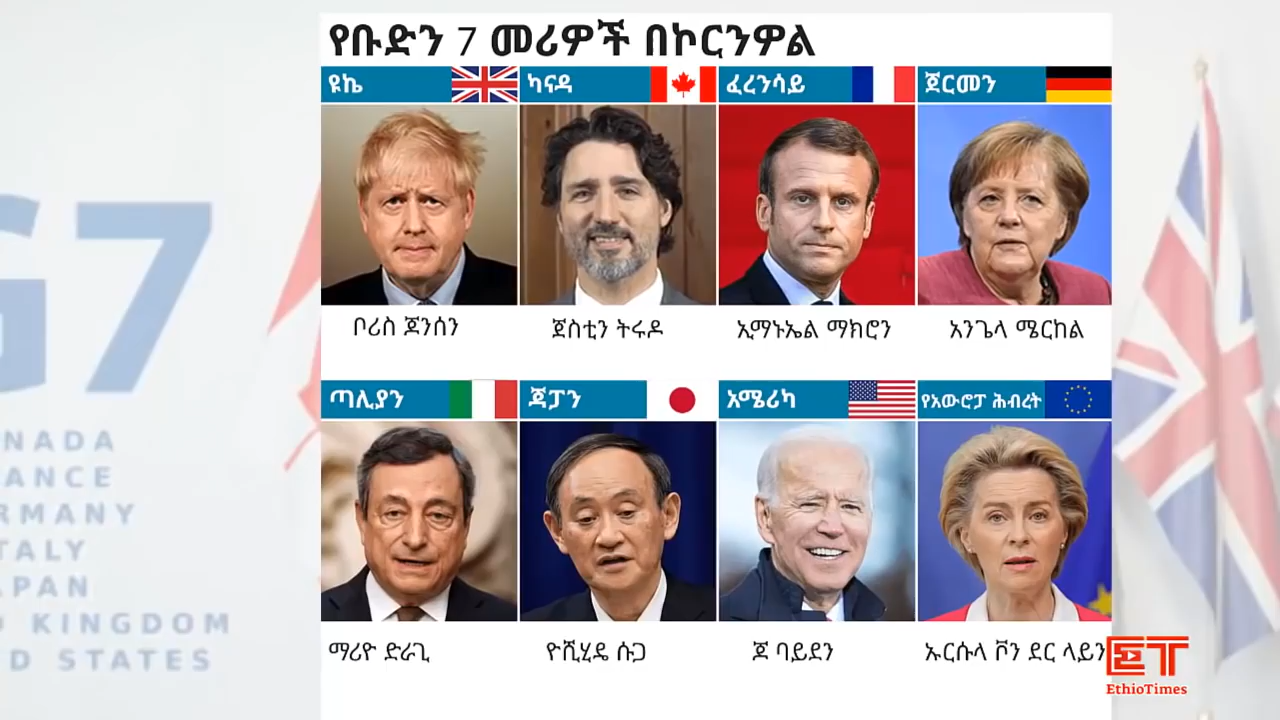 የቡድን 7 መሪዎች በኮርንዎል
ዩኬ
ካናዳ
ፈረንሳይ
ጀርመን
ቦሪስ ጆንሰን
ጀስቲን ትሩዶ
ኢማኑኤል ማክሮን
አንጌላ ሜርከል
ጣሊያን
ጃፓን
አሜሪካ
የአውሮፓ ሕብረት
ማሪዮ ድራጊ
ዮሺሂዴ ሱጋ
ጆ ባይደን
ኡርሱላ ቮን ደር ላይን
G7
NADA
ANCE
RMANY
TALY
APAN
D KINGDOM
D STATES
ET
EthioTimes